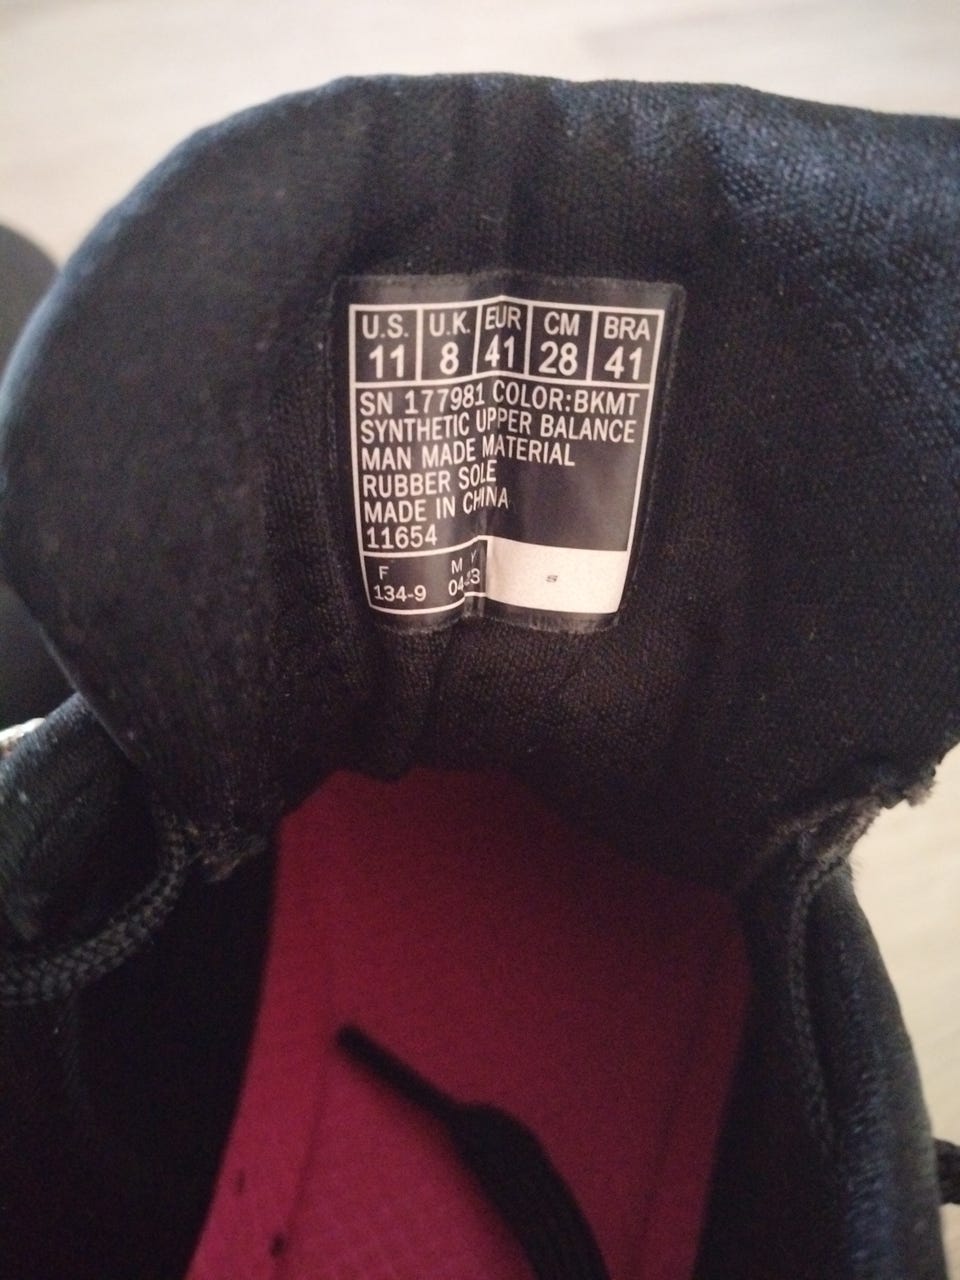 U.S. U.K. EUR CM BRA
11 8 41 28 41
SN 177981 COLOR:BKMT
SYNTHETIC UPPER BALANCE
MAN MADE MATERIAL
RUBBER SOLE
MADE IN CHINA
11654
F M Y
134-9
S